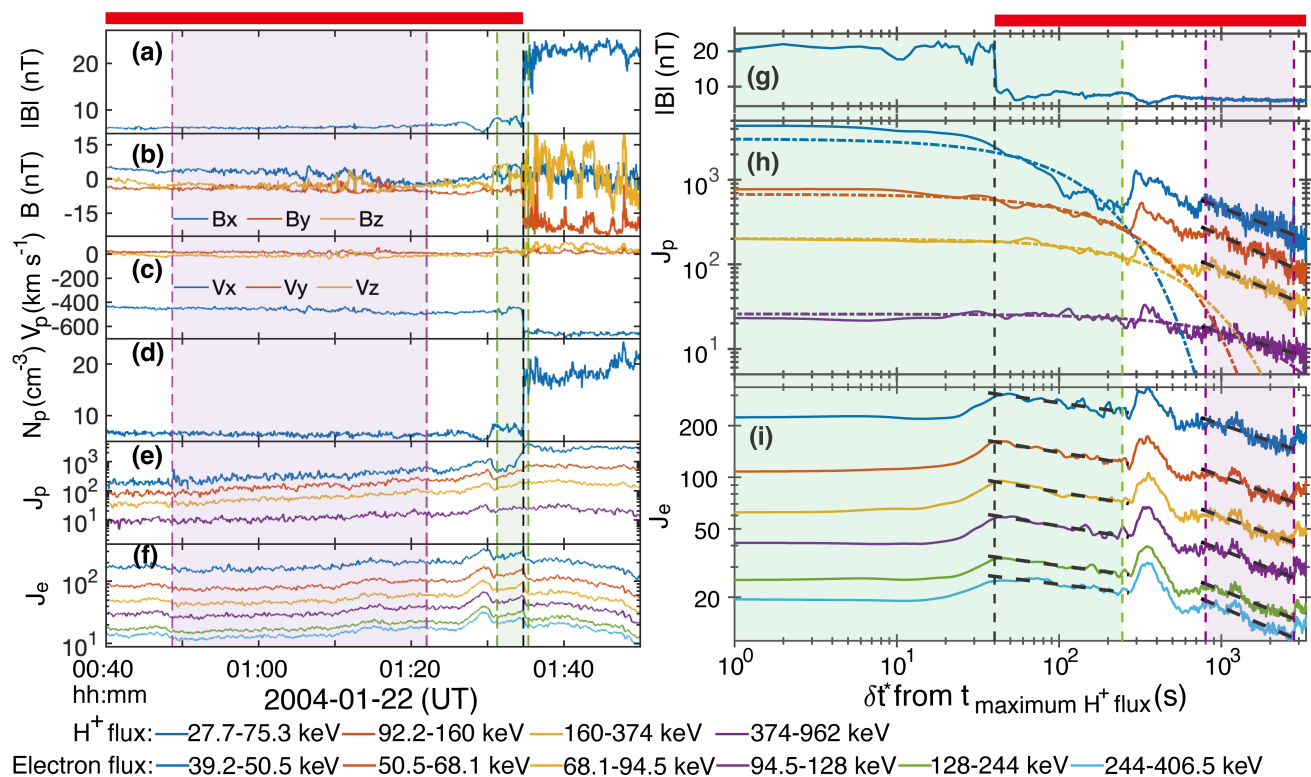 (a)
|B| (nT)
20
10
(b)
B (nT)
15
0
-15
Bx By Bz
(c)
Vp(km s-1)
0
-200
-400
-600
Vx Vy Vz
(d)
Np(cm-3)
20
10
(e)
Jp
10³
10²
10¹
(f)
Je
10²
10¹
00:40 01:00 01:20 01:40
hh:mm 2004-01-22 (UT)
(g)
|B| (nT)
20
10
(h)
Jp
10³
10²
10¹
(i)
Je
200
100
50
20
10⁰ 10¹ 10² 10³
δt* from t maximum H+ flux (s)
H+ flux: 27.7-75.3 keV 92.2-160 keV 160-374 keV 374-962 keV
Electron flux: 39.2-50.5 keV 50.5-68.1 keV 68.1-94.5 keV 94.5-128 keV 128-244 keV 244-406.5 keV